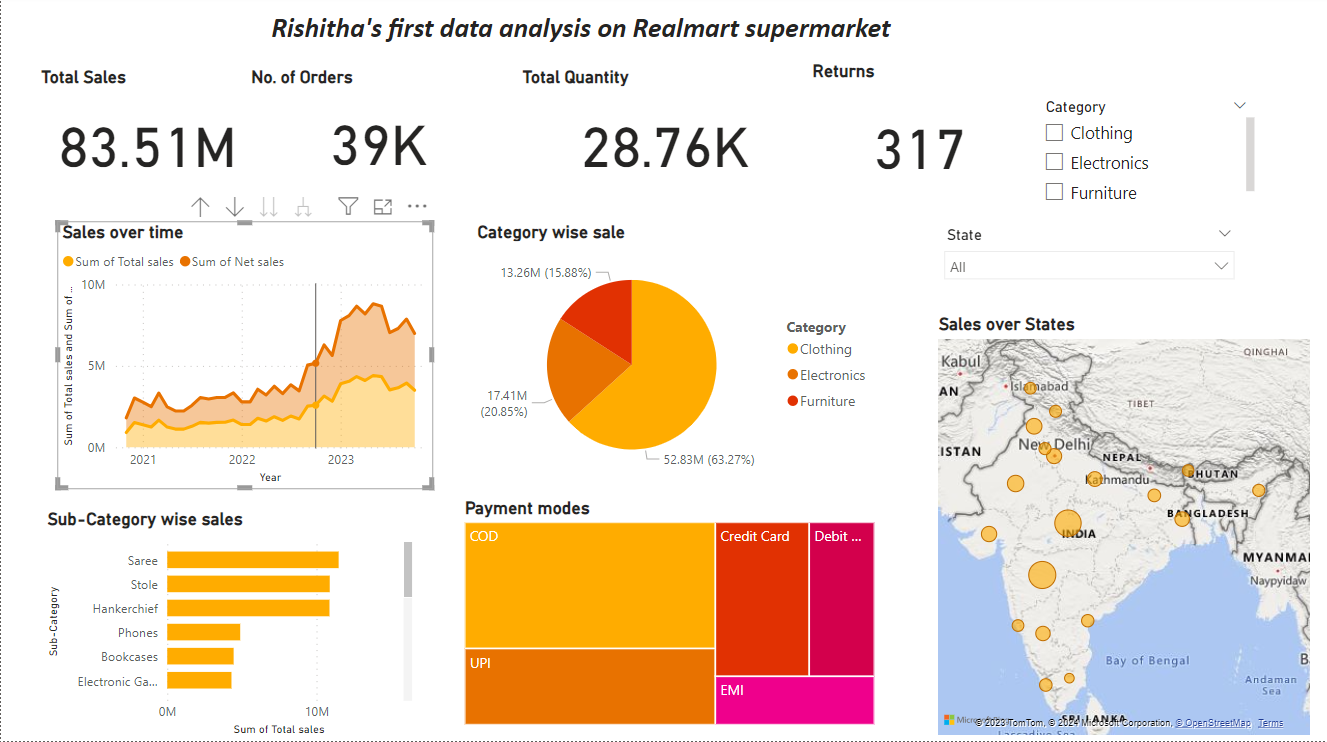 Rishitha's first data analysis on Realmart supermarket
Total Sales
No. of Orders
Total Quantity
Returns
83.51M
39K
28.76K
317
Category
Clothing
Electronics
Furniture
State
All
Sales over time
Sum of Total sales
Sum of Net sales
Sum of Total sales and Sum of ...
10M
5M
0M
2021
2022
2023
Year
Category wise sale
13.26M (15.88%)
17.41M
(20.85%)
52.83M (63.27%)
Category
Clothing
Electronics
Furniture
Sub-Category wise sales
Sub-Category
Saree
Stole
Hankerchief
Phones
Bookcases
Electronic Ga...
0M
10M
Sum of Total sales
Payment modes
COD
UPI
Credit Card
Debit ...
EMI
Sales over States
Kabul
QINGHAI
AN
Islamabad
TIBET
ISTAN
New Delhi
NEPAL
Kathmandu
BHUTAN
BANGLADESH
INDIA
MYANMA
Naypyidaw
Bay of Bengal
B
Andaman
Sea
SRI LANKA
© 2023 TomTom, © 2024 Microsoft Corporation, © OpenStreetMap Terms
Laccadive Sea